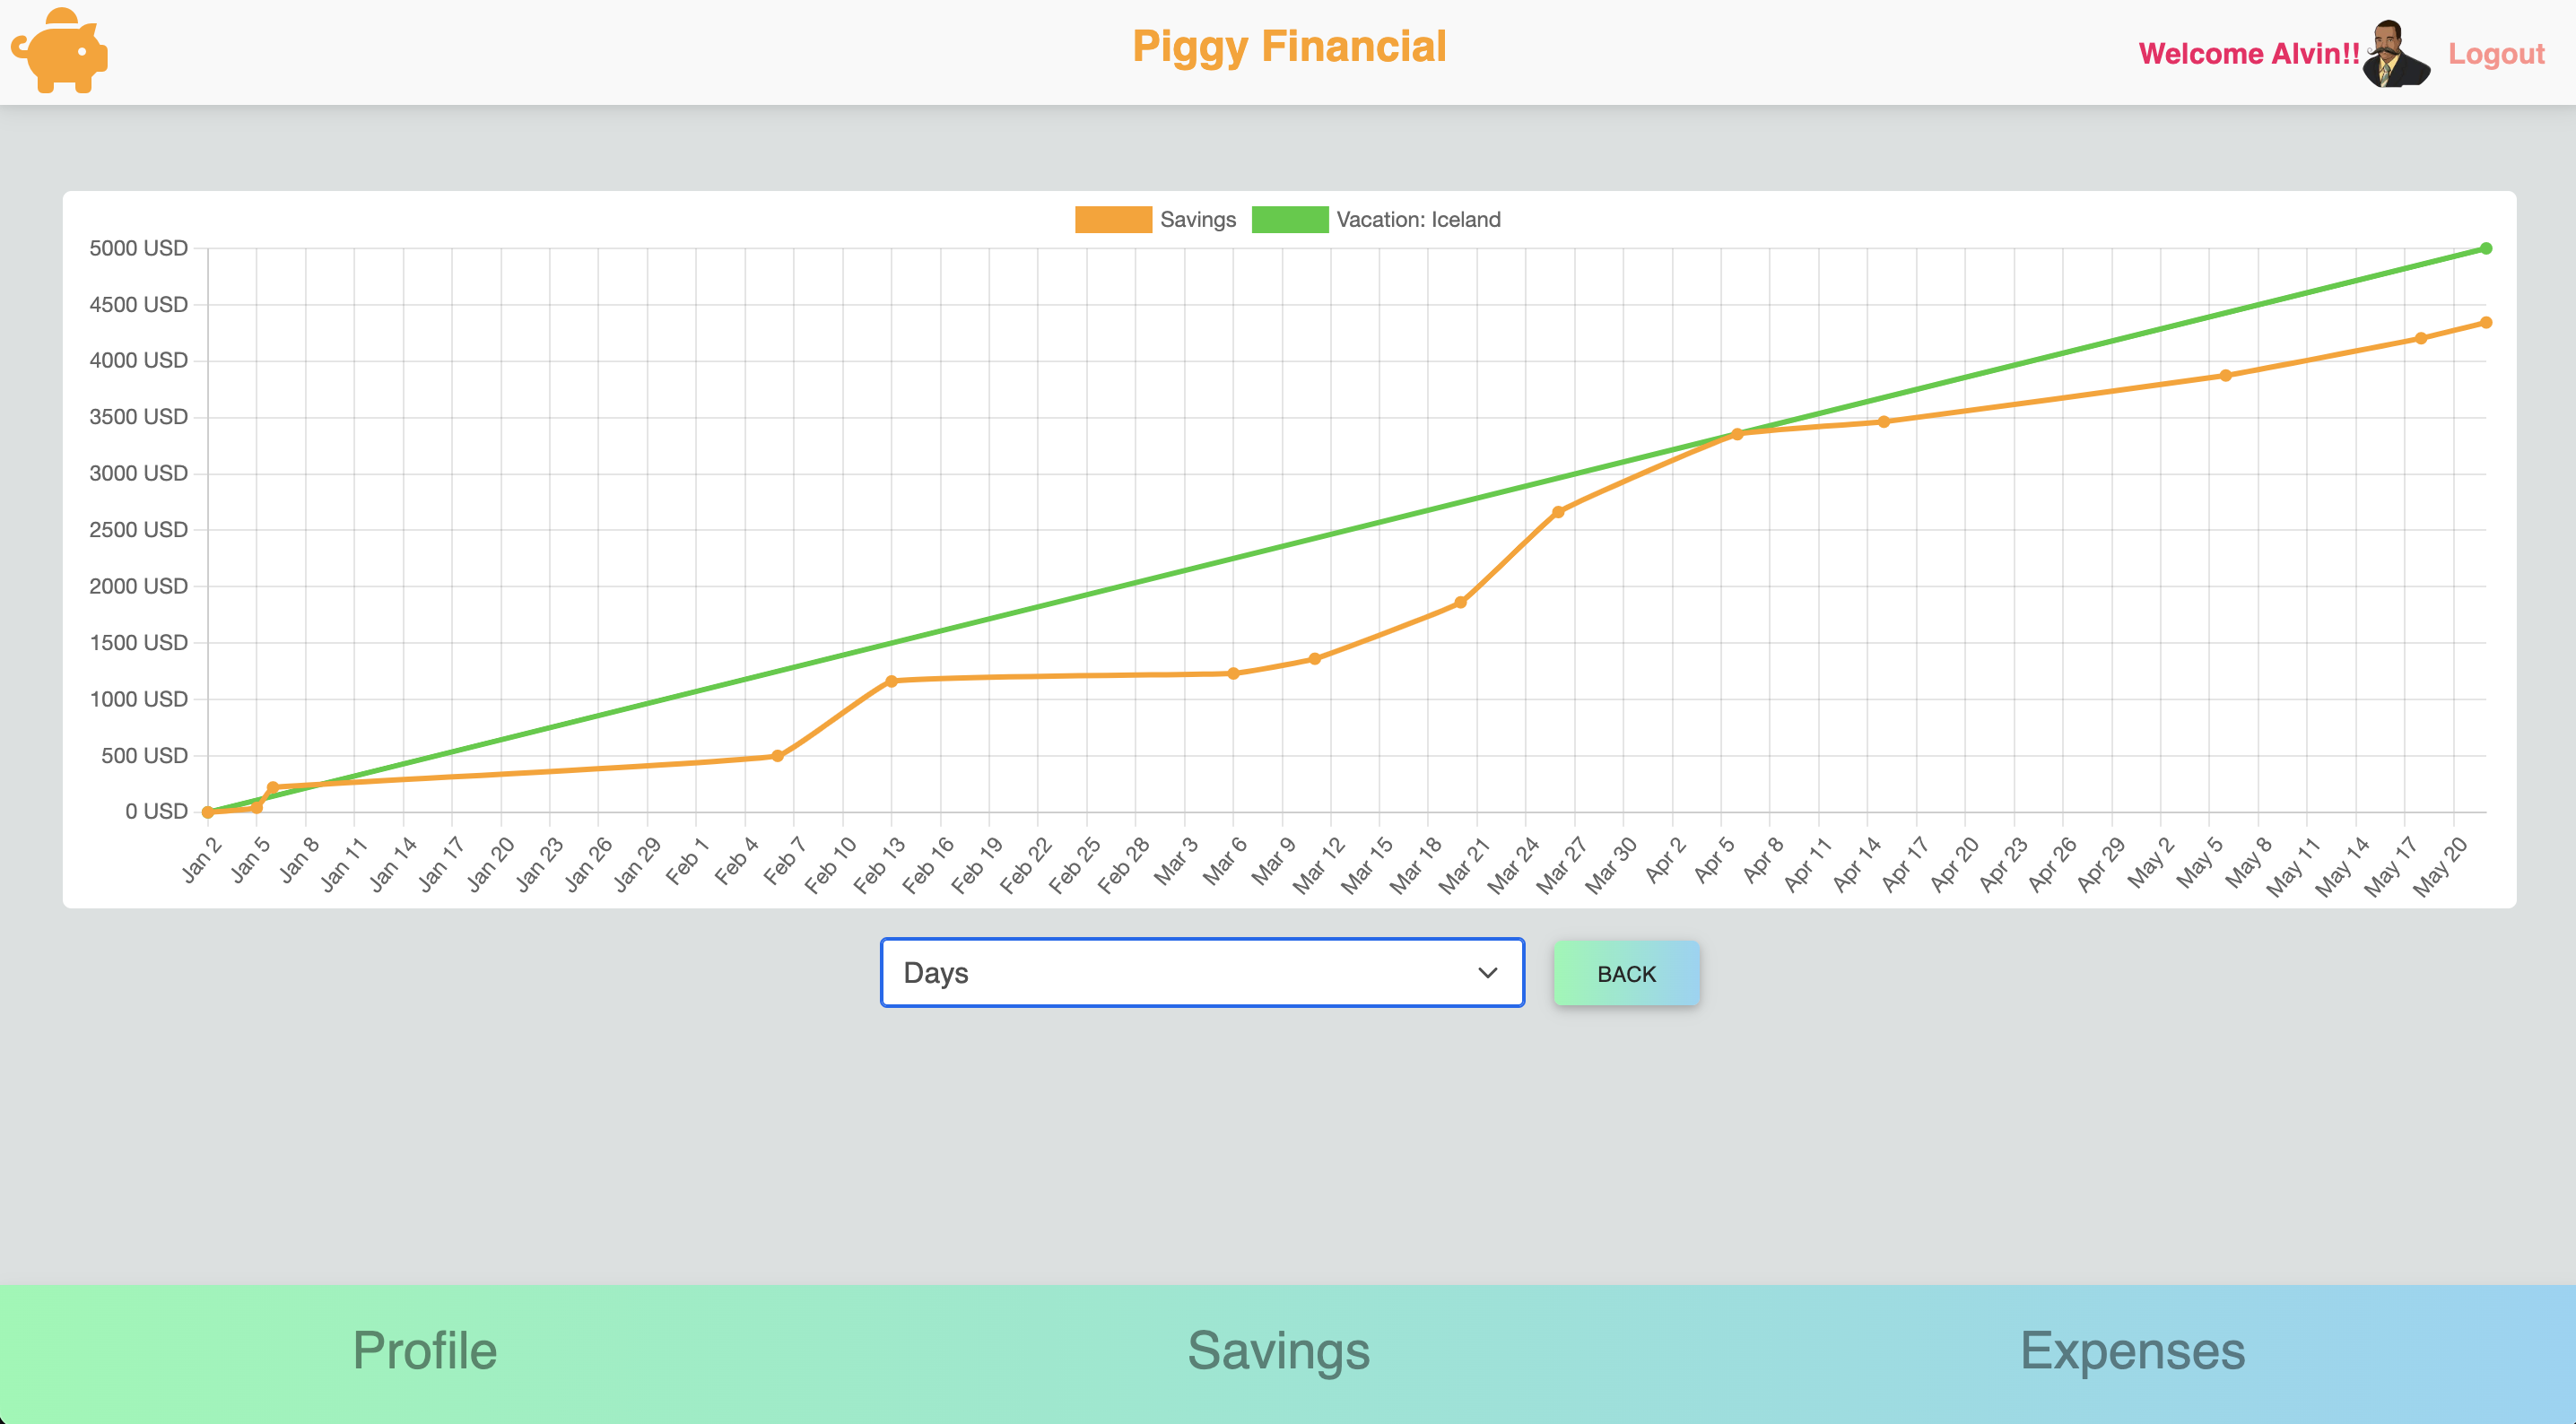 Piggy Financial
Welcome Alvin!!
Logout
Savings
Vacation: Iceland
5000 USD
4500 USD
4000 USD
3500 USD
3000 USD
2500 USD
2000 USD
1500 USD
1000 USD
500 USD
0 USD
Jan 2
Jan 5
Jan 8
Jan 11
Jan 14
Jan 17
Jan 20
Jan 23
Jan 26
Jan 29
Feb 1
Feb 4
Feb 7
Feb 10
Feb 13
Feb 16
Feb 19
Feb 22
Feb 25
Feb 28
Mar 3
Mar 6
Mar 9
Mar 12
Mar 15
Mar 18
Mar 21
Mar 24
Mar 27
Mar 30
Apr 2
Apr 5
Apr 8
Apr 11
Apr 14
Apr 17
Apr 20
Apr 23
Apr 26
Apr 29
May 2
May 5
May 8
May 11
May 14
May 17
May 20
Days
BACK
Profile
Savings
Expenses